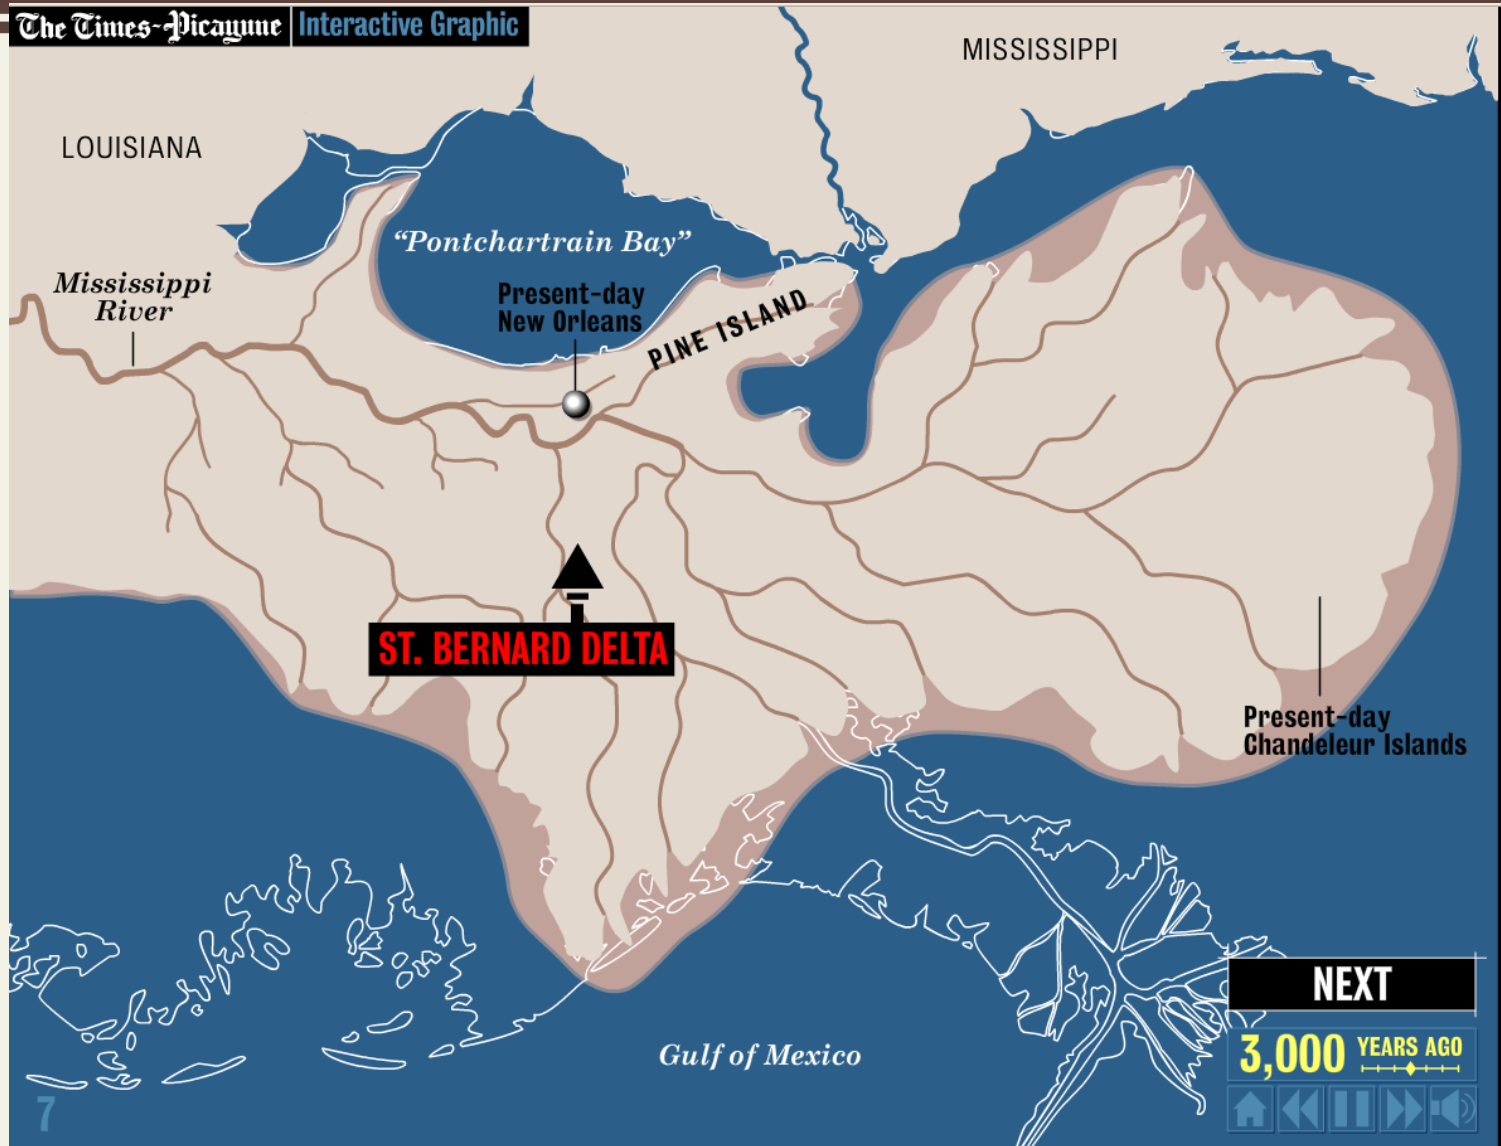 The Times-Picayune Interactive Graphic
MISSISSIPPI
LOUISIANA
“Pontchartrain Bay”
Mississippi
River
Present-day
New Orleans
PINE ISLAND
ST. BERNARD DELTA
Present-day
Chandeleur Islands
NEXT
Gulf of Mexico
3,000 YEARS AGO
7